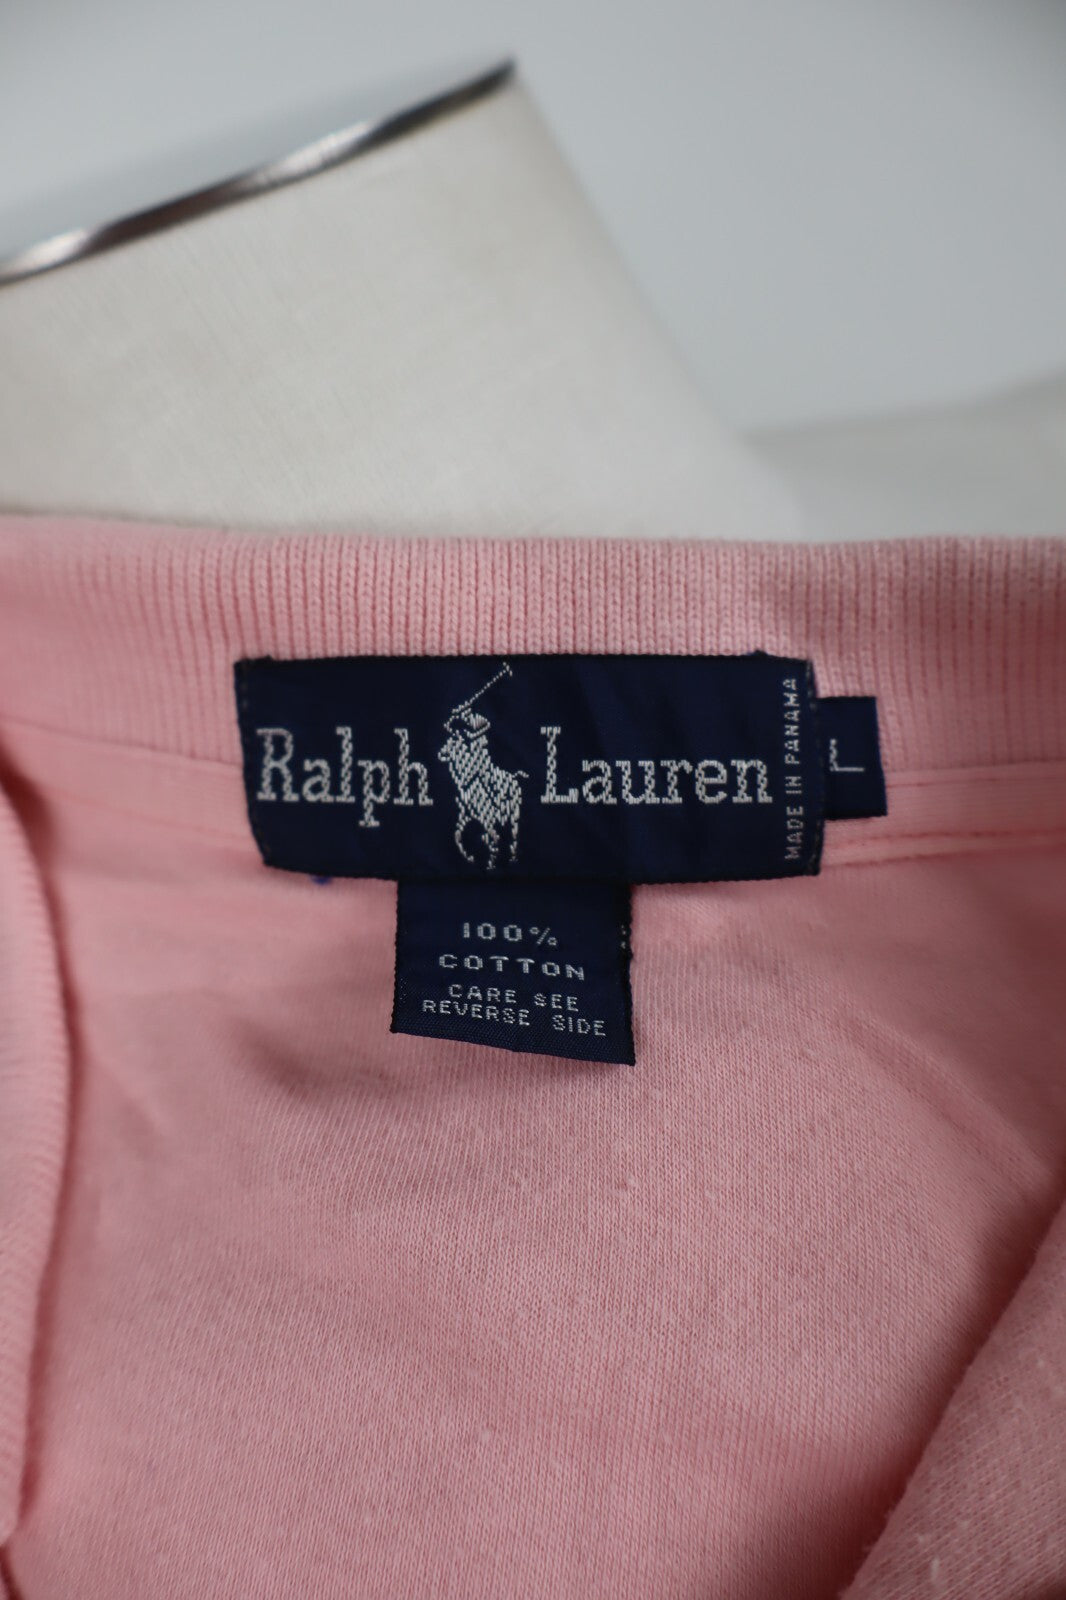 Ralph Lauren
MADE IN PANAMA
L
100%
COTTON
CARE SEE
REVERSE SIDE